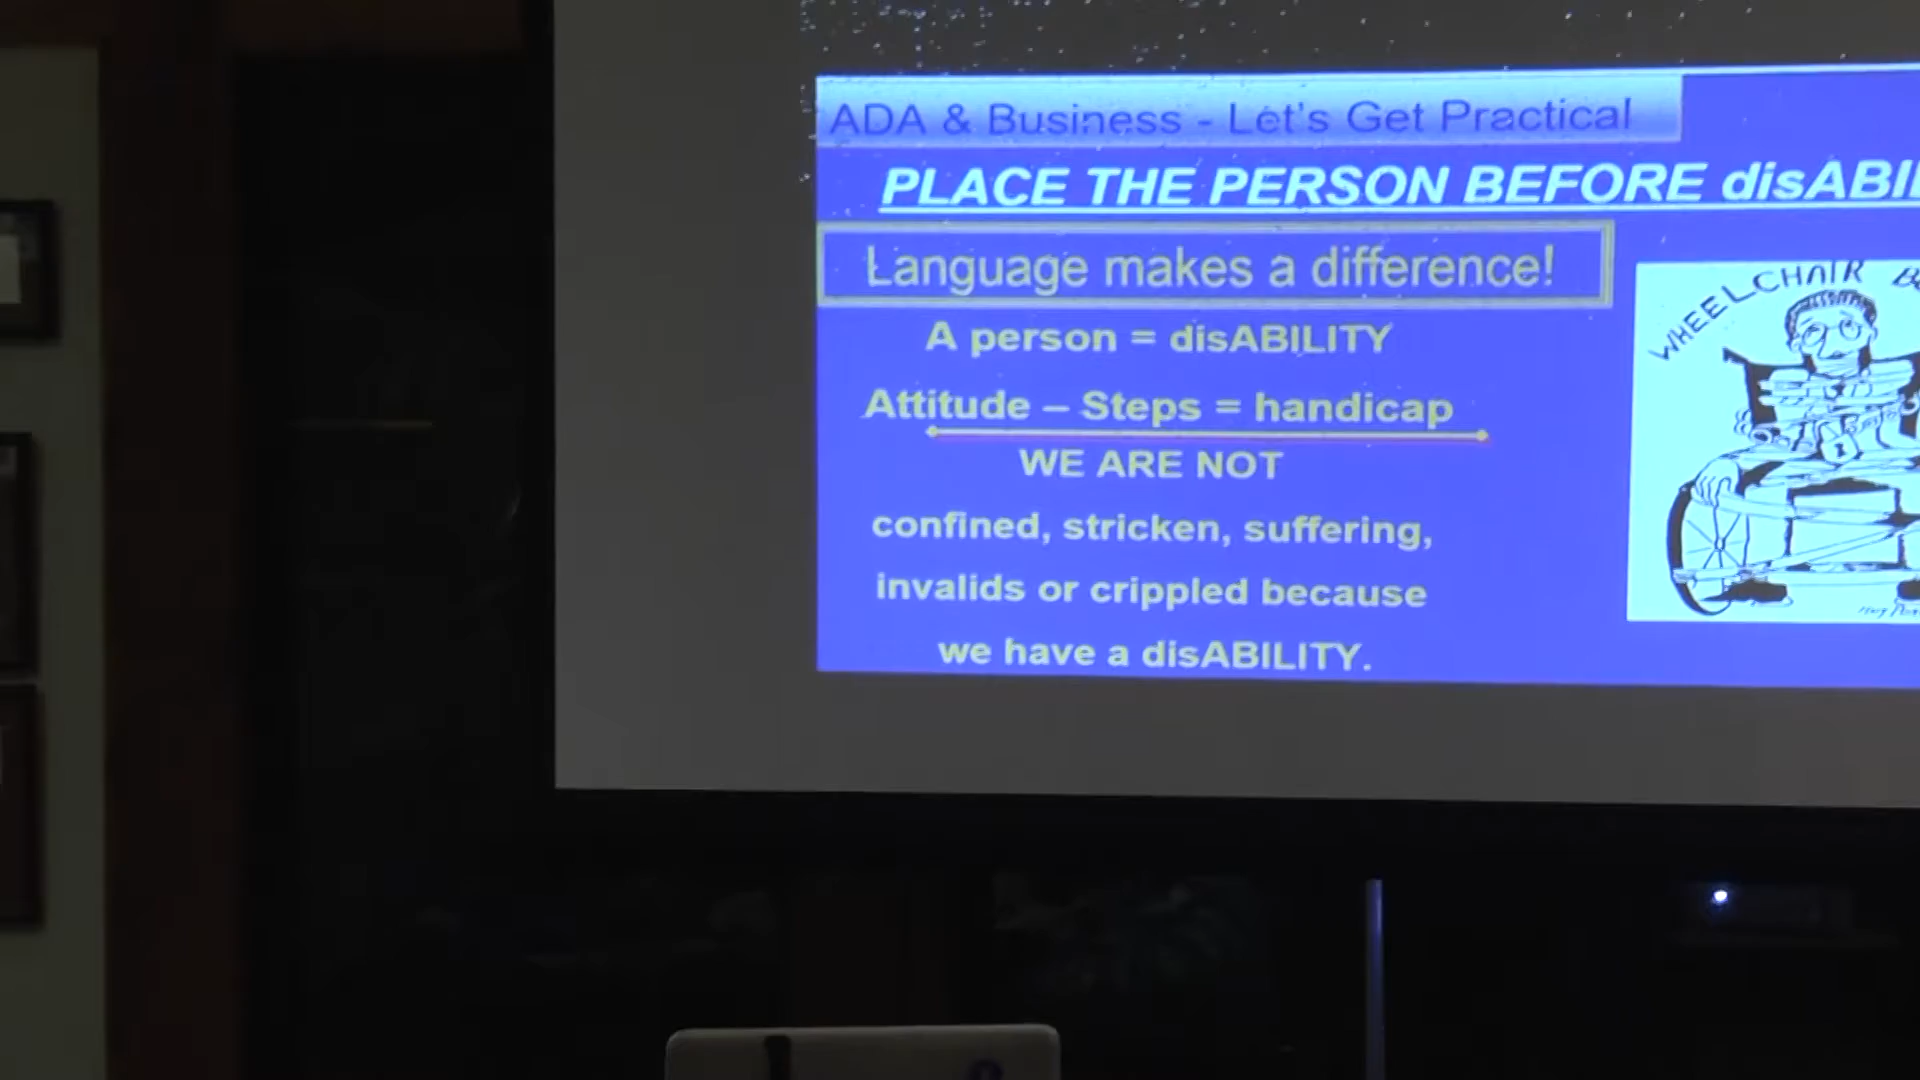 ADA & Business - Let's Get Practical
PLACE THE PERSON BEFORE disABI
Language makes a difference!
A person = disABILITY
Attitude – Steps = handicap
WE ARE NOT
confined, stricken, suffering,
invalids or crippled because
we have a disABILITY.
WHEELCHAIR